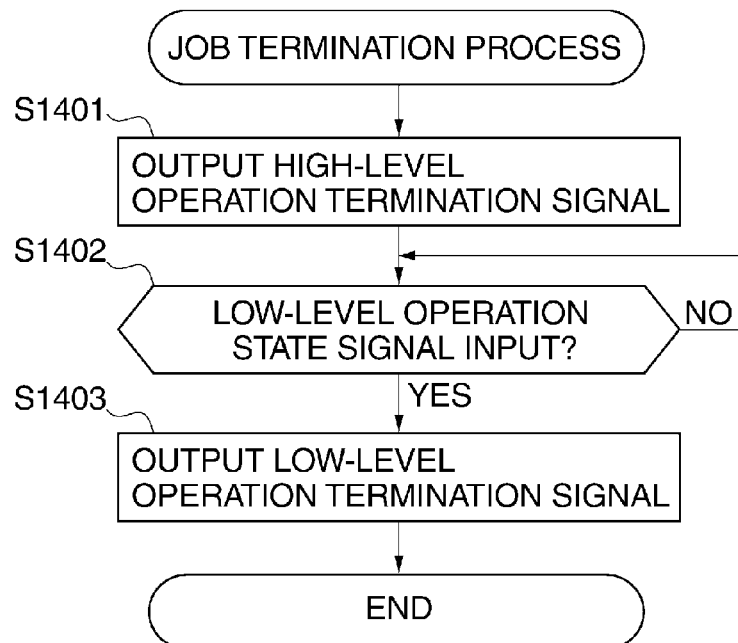 JOB TERMINATION PROCESS
S1401
OUTPUT HIGH-LEVEL
OPERATION TERMINATION SIGNAL
S1402
LOW-LEVEL OPERATION
STATE SIGNAL INPUT?
NO
YES
S1403
OUTPUT LOW-LEVEL
OPERATION TERMINATION SIGNAL
END